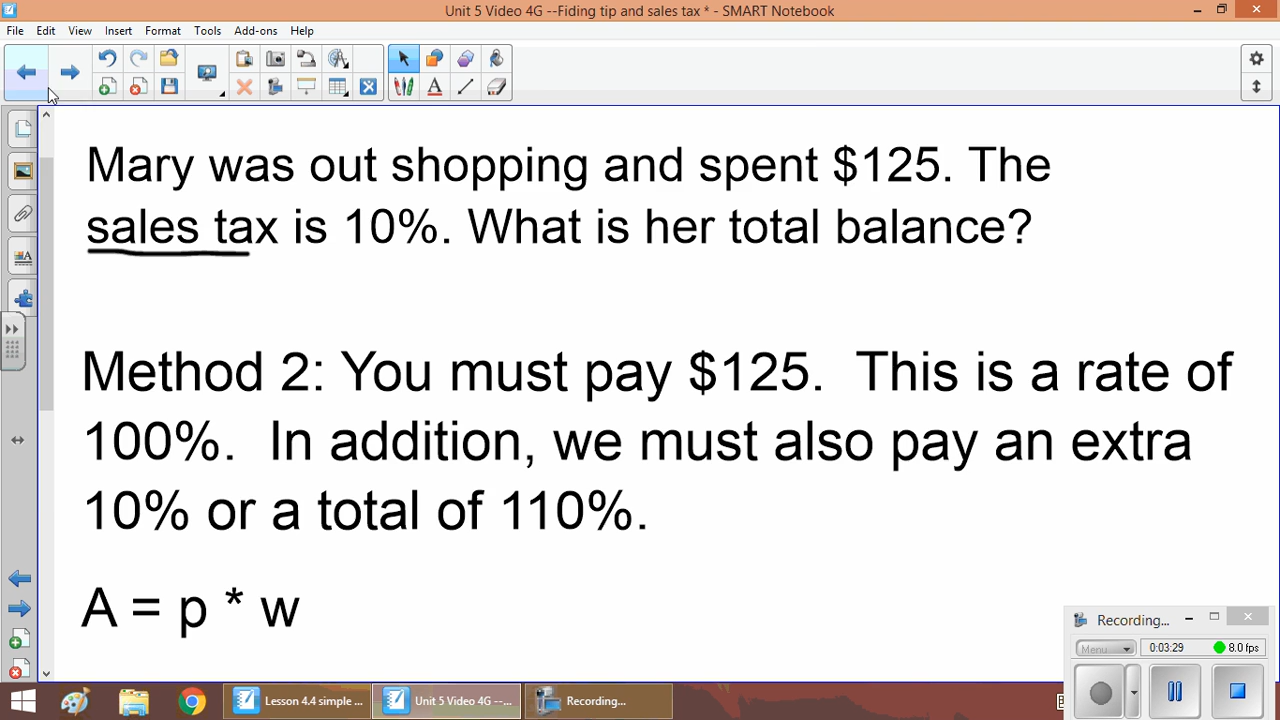 Unit 5 Video 4G --Fiding tip and sales tax * - SMART Notebook
File Edit View Insert Format Tools Add-ons Help
Mary was out shopping and spent $125. The
sales tax is 10%. What is her total balance?
Method 2: You must pay $125. This is a rate of
100%. In addition, we must also pay an extra
10% or a total of 110%.
A = p * w
Recording...
Menu 0:03:29 8.0 fps
Lesson 4.4 simple ... Unit 5 Video 4G --... Recording...